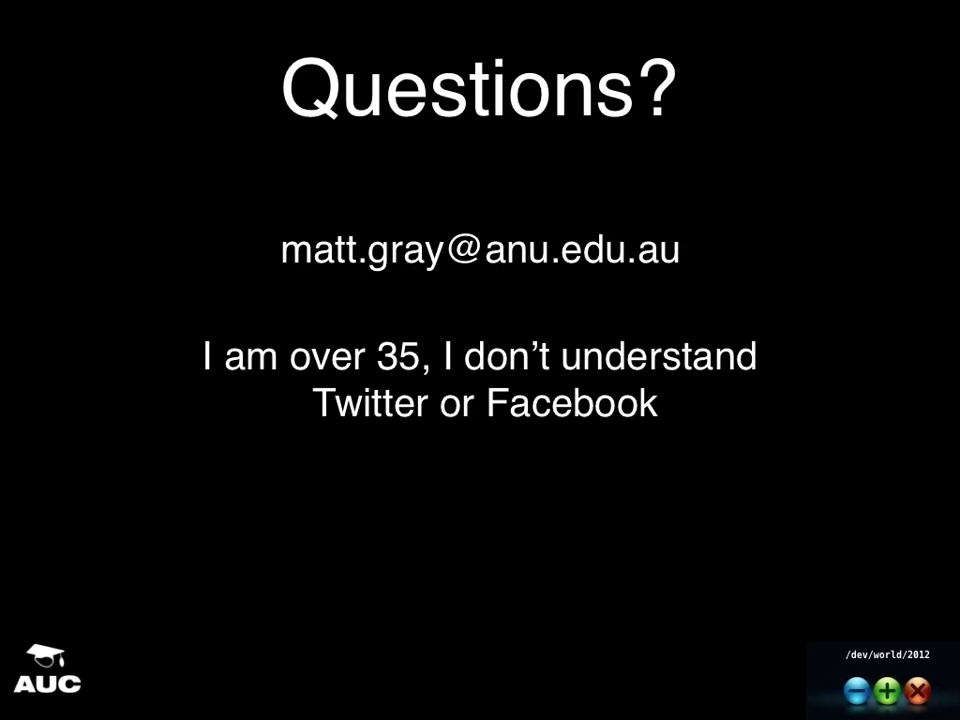 Questions?
matt.gray@anu.edu.au
I am over 35, I don’t understand
Twitter or Facebook
AUC
/dev/world/2012